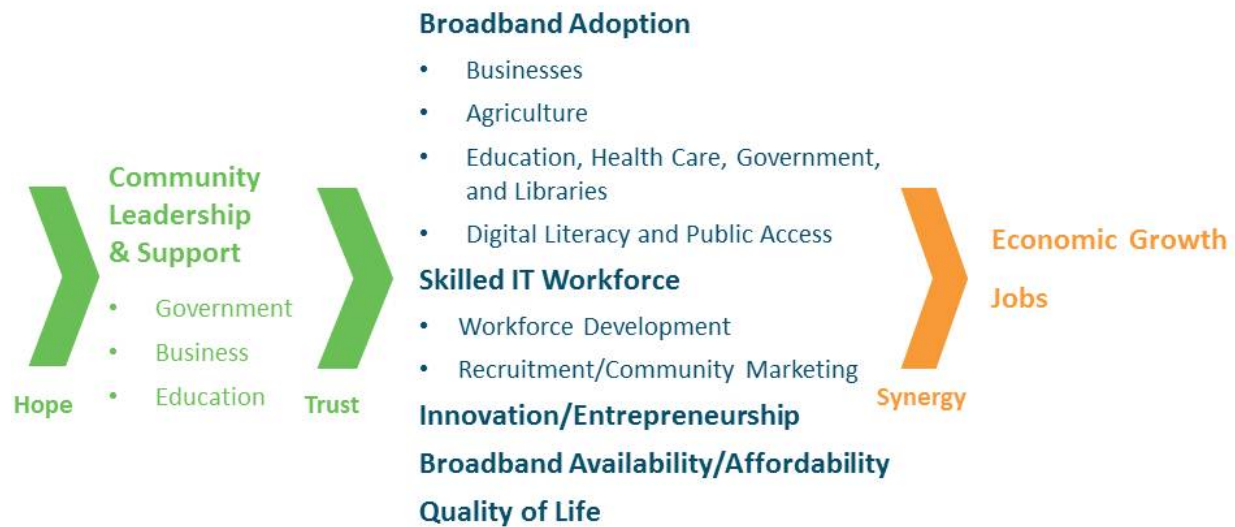 Hope
Community
Leadership
& Support
• Government
• Business
• Education
Trust
Broadband Adoption
• Businesses
• Agriculture
• Education, Health Care, Government,
and Libraries
• Digital Literacy and Public Access
Skilled IT Workforce
• Workforce Development
• Recruitment/Community Marketing
Innovation/Entrepreneurship
Broadband Availability/Affordability
Quality of Life
Synergy
Economic Growth
Jobs